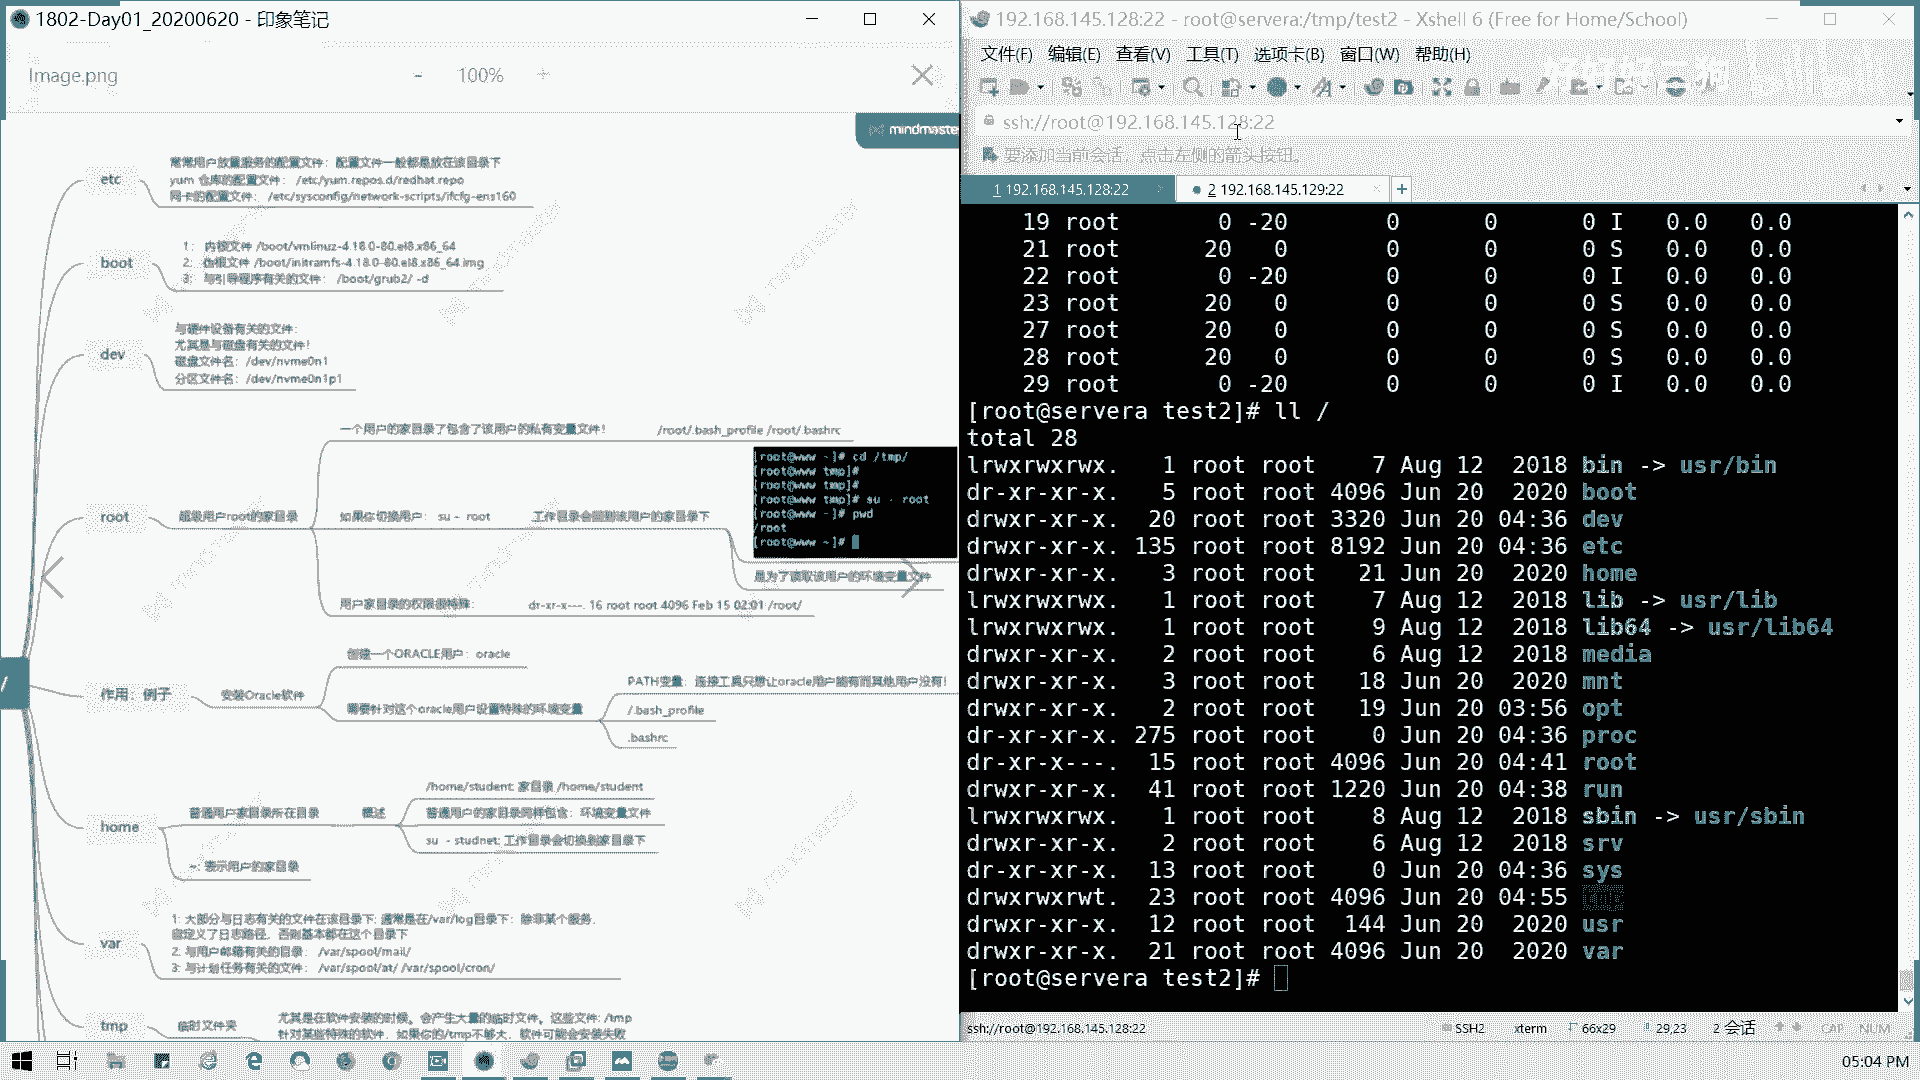 1802-Day01_20200620 - 印象笔记
Image.png
- 100% +
mindmaste
etc
常常用户放置服务的配置文件：配置文件一般都是放在该目录下
yum 仓库的配置文件： /etc/yum.repos.d/redhat.repo
网卡的配置文件： /etc/sysconfig/network-scripts/ifcfg-ens160
boot
1： 内核文件 /boot/vmlinuz-4.18.0-80.el8.x86_64
2： 伪根文件 /boot/initramfs-4.18.0-80.el8.x86_64.img
3： 与引导程序有关的文件： /boot/grub2/ -d
dev
与硬件设备有关的文件：
尤其是与磁盘有关的文件！
磁盘文件名：/dev/nvme0n1
分区文件名：/dev/nvme0n1p1
root
超级用户root的家目录
一个用户的家目录了包含了该用户的私有变量文件！ /root/.bash_profile /root/.bashrc
如果你切换用户： su - root
工作目录会回到该用户的家目录下
[root@www ~]# cd /tmp/
[root@www tmp]#
[root@www tmp]#
[root@www tmp]# su - root
[root@www ~]# pwd
/root
[root@www ~]#
是为了读取该用户的环境变量文件
用户家目录的权限很特殊： dr-xr-x---. 16 root root 4096 Feb 15 02:01 /root/
/
作用：例子
安装Oracle软件
创建一个ORACLE用户：oracle
需要针对这个oracle用户设置特殊的环境变量
PATH变量：连接工具只想让oracle用户能有而其他用户没有！
/.bash_profile
.bashrc
home
普通用户家目录所在目录
概述
/home/student: 家目录 /home/student
普通用户的家目录同样包含：环境变量文件
su - studnet: 工作目录会切换到家目录下
~: 表示用户的家目录
var
1: 大部分与日志有关的文件在该目录下: 通常是在/var/log目录下：除非某个服务，
自定义了日志路径，否则基本都在这个目录下
2: 与用户邮箱有关的目录： /var/spool/mail/
3: 与计划任务有关的文件： /var/spool/at/ /var/spool/cron/
tmp
临时文件夹
尤其是在软件安装的时候，会产生大量的临时文件，这些文件: /tmp
针对某些特殊的软件，如果你的/tmp不够大，软件可能会安装失败
192.168.145.128:22 - root@servera:/tmp/test2 - Xshell 6 (Free for Home/School)
文件(F) 编辑(E) 查看(V) 工具(T) 选项卡(B) 窗口(W) 帮助(H)
ssh://root@192.168.145.128:22
要添加当前会话，点击左侧的箭头按钮。
1 192.168.145.128:22
2 192.168.145.129:22
19 root 0 -20 0 0 0 I 0.0 0.0
21 root 20 0 0 0 0 S 0.0 0.0
22 root 0 -20 0 0 0 I 0.0 0.0
23 root 20 0 0 0 0 S 0.0 0.0
27 root 20 0 0 0 0 S 0.0 0.0
28 root 20 0 0 0 0 S 0.0 0.0
29 root 0 -20 0 0 0 I 0.0 0.0
[root@servera test2]# ll /
total 28
lrwxrwxrwx. 1 root root 7 Aug 12 2018 bin -> usr/bin
dr-xr-xr-x. 5 root root 4096 Jun 20 2020 boot
drwxr-xr-x. 20 root root 3320 Jun 20 04:36 dev
drwxr-xr-x. 135 root root 8192 Jun 20 04:36 etc
drwxr-xr-x. 3 root root 21 Jun 20 2020 home
lrwxrwxrwx. 1 root root 7 Aug 12 2018 lib -> usr/lib
lrwxrwxrwx. 1 root root 9 Aug 12 2018 lib64 -> usr/lib64
drwxr-xr-x. 2 root root 6 Aug 12 2018 media
drwxr-xr-x. 3 root root 18 Jun 20 2020 mnt
drwxr-xr-x. 2 root root 19 Jun 20 03:56 opt
dr-xr-xr-x. 275 root root 0 Jun 20 04:36 proc
dr-xr-x---. 15 root root 4096 Jun 20 04:41 root
drwxr-xr-x. 41 root root 1220 Jun 20 04:38 run
lrwxrwxrwx. 1 root root 8 Aug 12 2018 sbin -> usr/sbin
drwxr-xr-x. 2 root root 6 Aug 12 2018 srv
dr-xr-xr-x. 13 root root 0 Jun 20 04:36 sys
drwxrwxrwt. 23 root root 4096 Jun 20 04:55 tmp
drwxr-xr-x. 12 root root 144 Jun 20 2020 usr
drwxr-xr-x. 21 root root 4096 Jun 20 2020 var
[root@servera test2]#
ssh://root@192.168.145.128:22 SSH2 xterm 66x29 29,23 2 会话 CAP NUM
05:04 PM